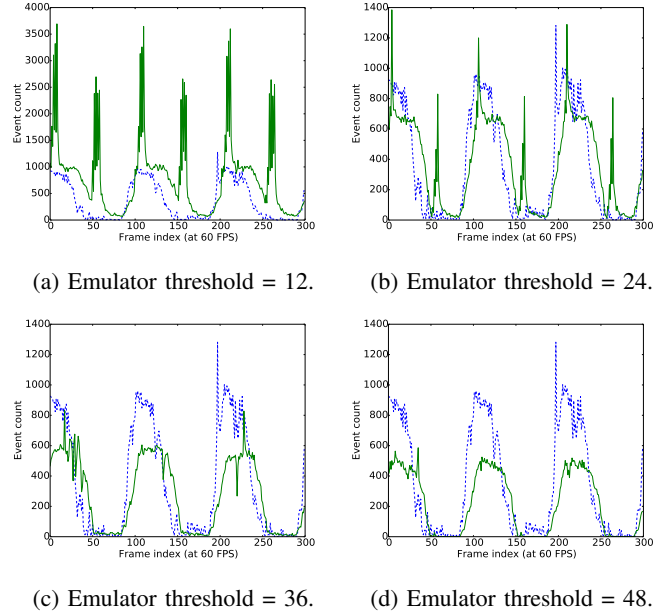 4000
3500
3000
2500
2000
1500
1000
500
0
Event count
0 50 100 150 200 250 300
Frame index (at 60 FPS)
(a) Emulator threshold = 12.
1400
1200
1000
800
600
400
200
0
Event count
0 50 100 150 200 250 300
Frame index (at 60 FPS)
(b) Emulator threshold = 24.
1400
1200
1000
800
600
400
200
0
Event count
0 50 100 150 200 250 300
Frame index (at 60 FPS)
(c) Emulator threshold = 36.
1400
1200
1000
800
600
400
200
0
Event count
0 50 100 150 200 250 300
Frame index (at 60 FPS)
(d) Emulator threshold = 48.